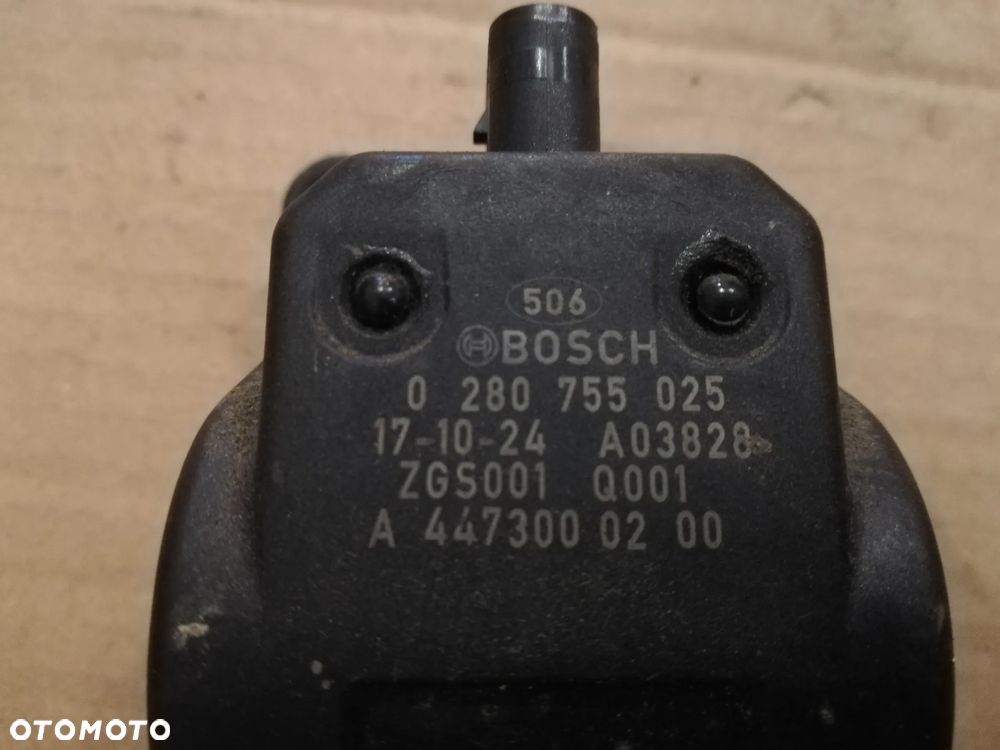 506
BOSCH
0 280 755 025
17-10-24 A03828
ZGS001 Q001
A 447300 02 00
OTOMOTO